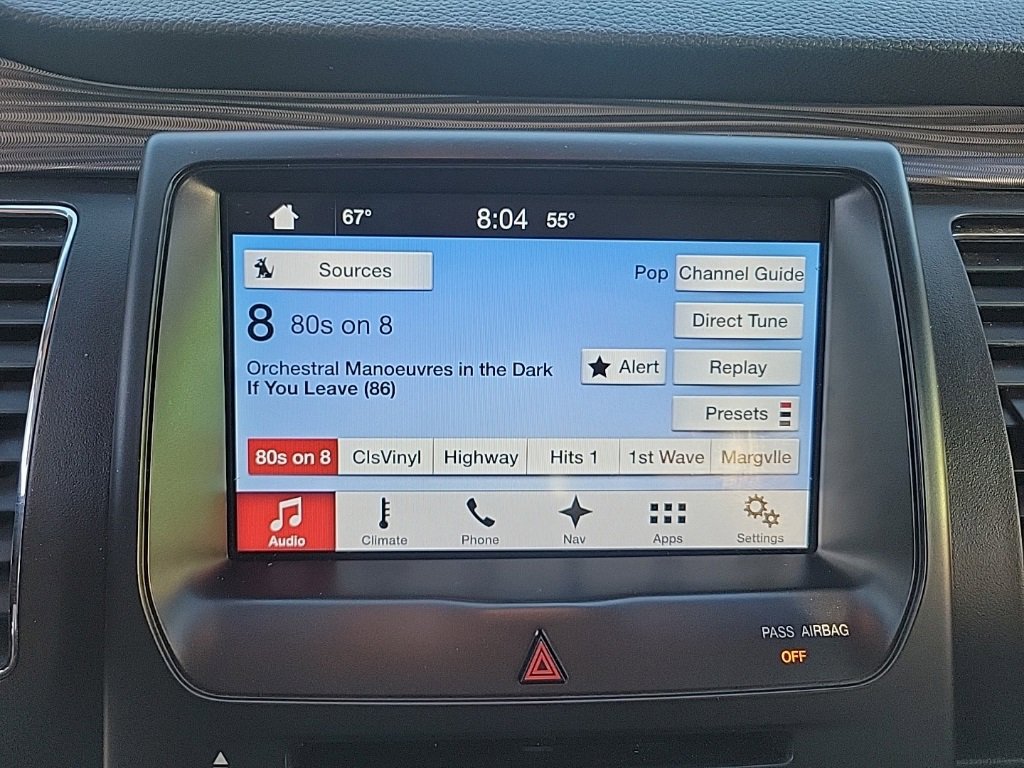 67° 8:04 55°
Sources
Pop Channel Guide
8 80s on 8
Direct Tune
Orchestral Manoeuvres in the Dark
If You Leave (86)
Alert
Replay
Presets
80s on 8 ClsVinyl Highway Hits 1 1st Wave Margvlle
Audio Climate Phone Nav Apps Settings
PASS AIRBAG
OFF